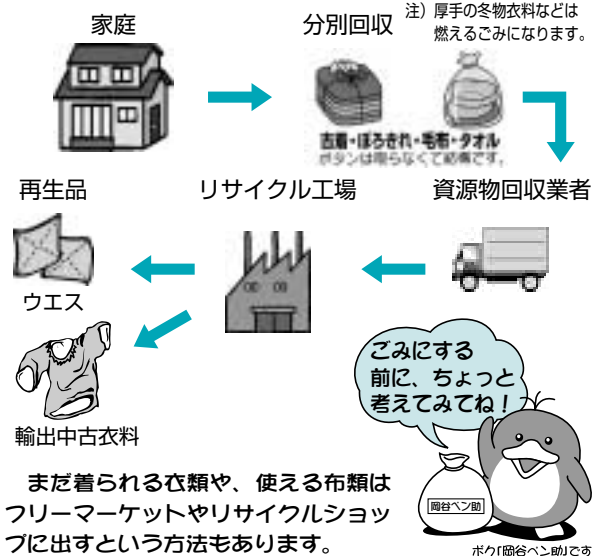 家庭
分別回収
注）厚手の冬物衣料などは
燃えるごみになります。
古着・ぼろきれ・毛布・タオル
ボタンは取らなくて結構です。
再生品
リサイクル工場
資源物回収業者
ウエス
輸出中古衣料
ごみにする
前に、ちょっと
考えてみてね！
岡谷ペン助
ボク「岡谷ペン助」です
まだ着られる衣類や、使える布類は
フリーマーケットやリサイクルショッ
プに出すという方法もあります。